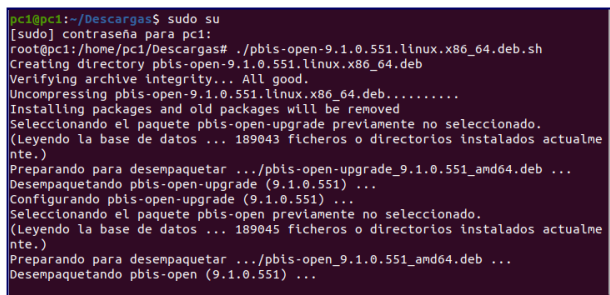 pc1@pc1:~/Descargas$ sudo su
[sudo] contraseña para pc1:
root@pc1:/home/pc1/Descargas# ./pbis-open-9.1.0.551.linux.x86_64.deb.sh
Creating directory pbis-open-9.1.0.551.linux.x86_64.deb
Verifying archive integrity... All good.
Uncompressing pbis-open-9.1.0.551.linux.x86_64.deb..........
Installing packages and old packages will be removed
Seleccionando el paquete pbis-open-upgrade previamente no seleccionado.
(Leyendo la base de datos ... 189043 ficheros o directorios instalados actualme
nte.)
Preparando para desempaquetar .../pbis-open-upgrade_9.1.0.551_amd64.deb ...
Desempaquetando pbis-open-upgrade (9.1.0.551) ...
Configurando pbis-open-upgrade (9.1.0.551) ...
Seleccionando el paquete pbis-open previamente no seleccionado.
(Leyendo la base de datos ... 189045 ficheros o directorios instalados actualme
nte.)
Preparando para desempaquetar .../pbis-open_9.1.0.551_amd64.deb ...
Desempaquetando pbis-open (9.1.0.551) ...